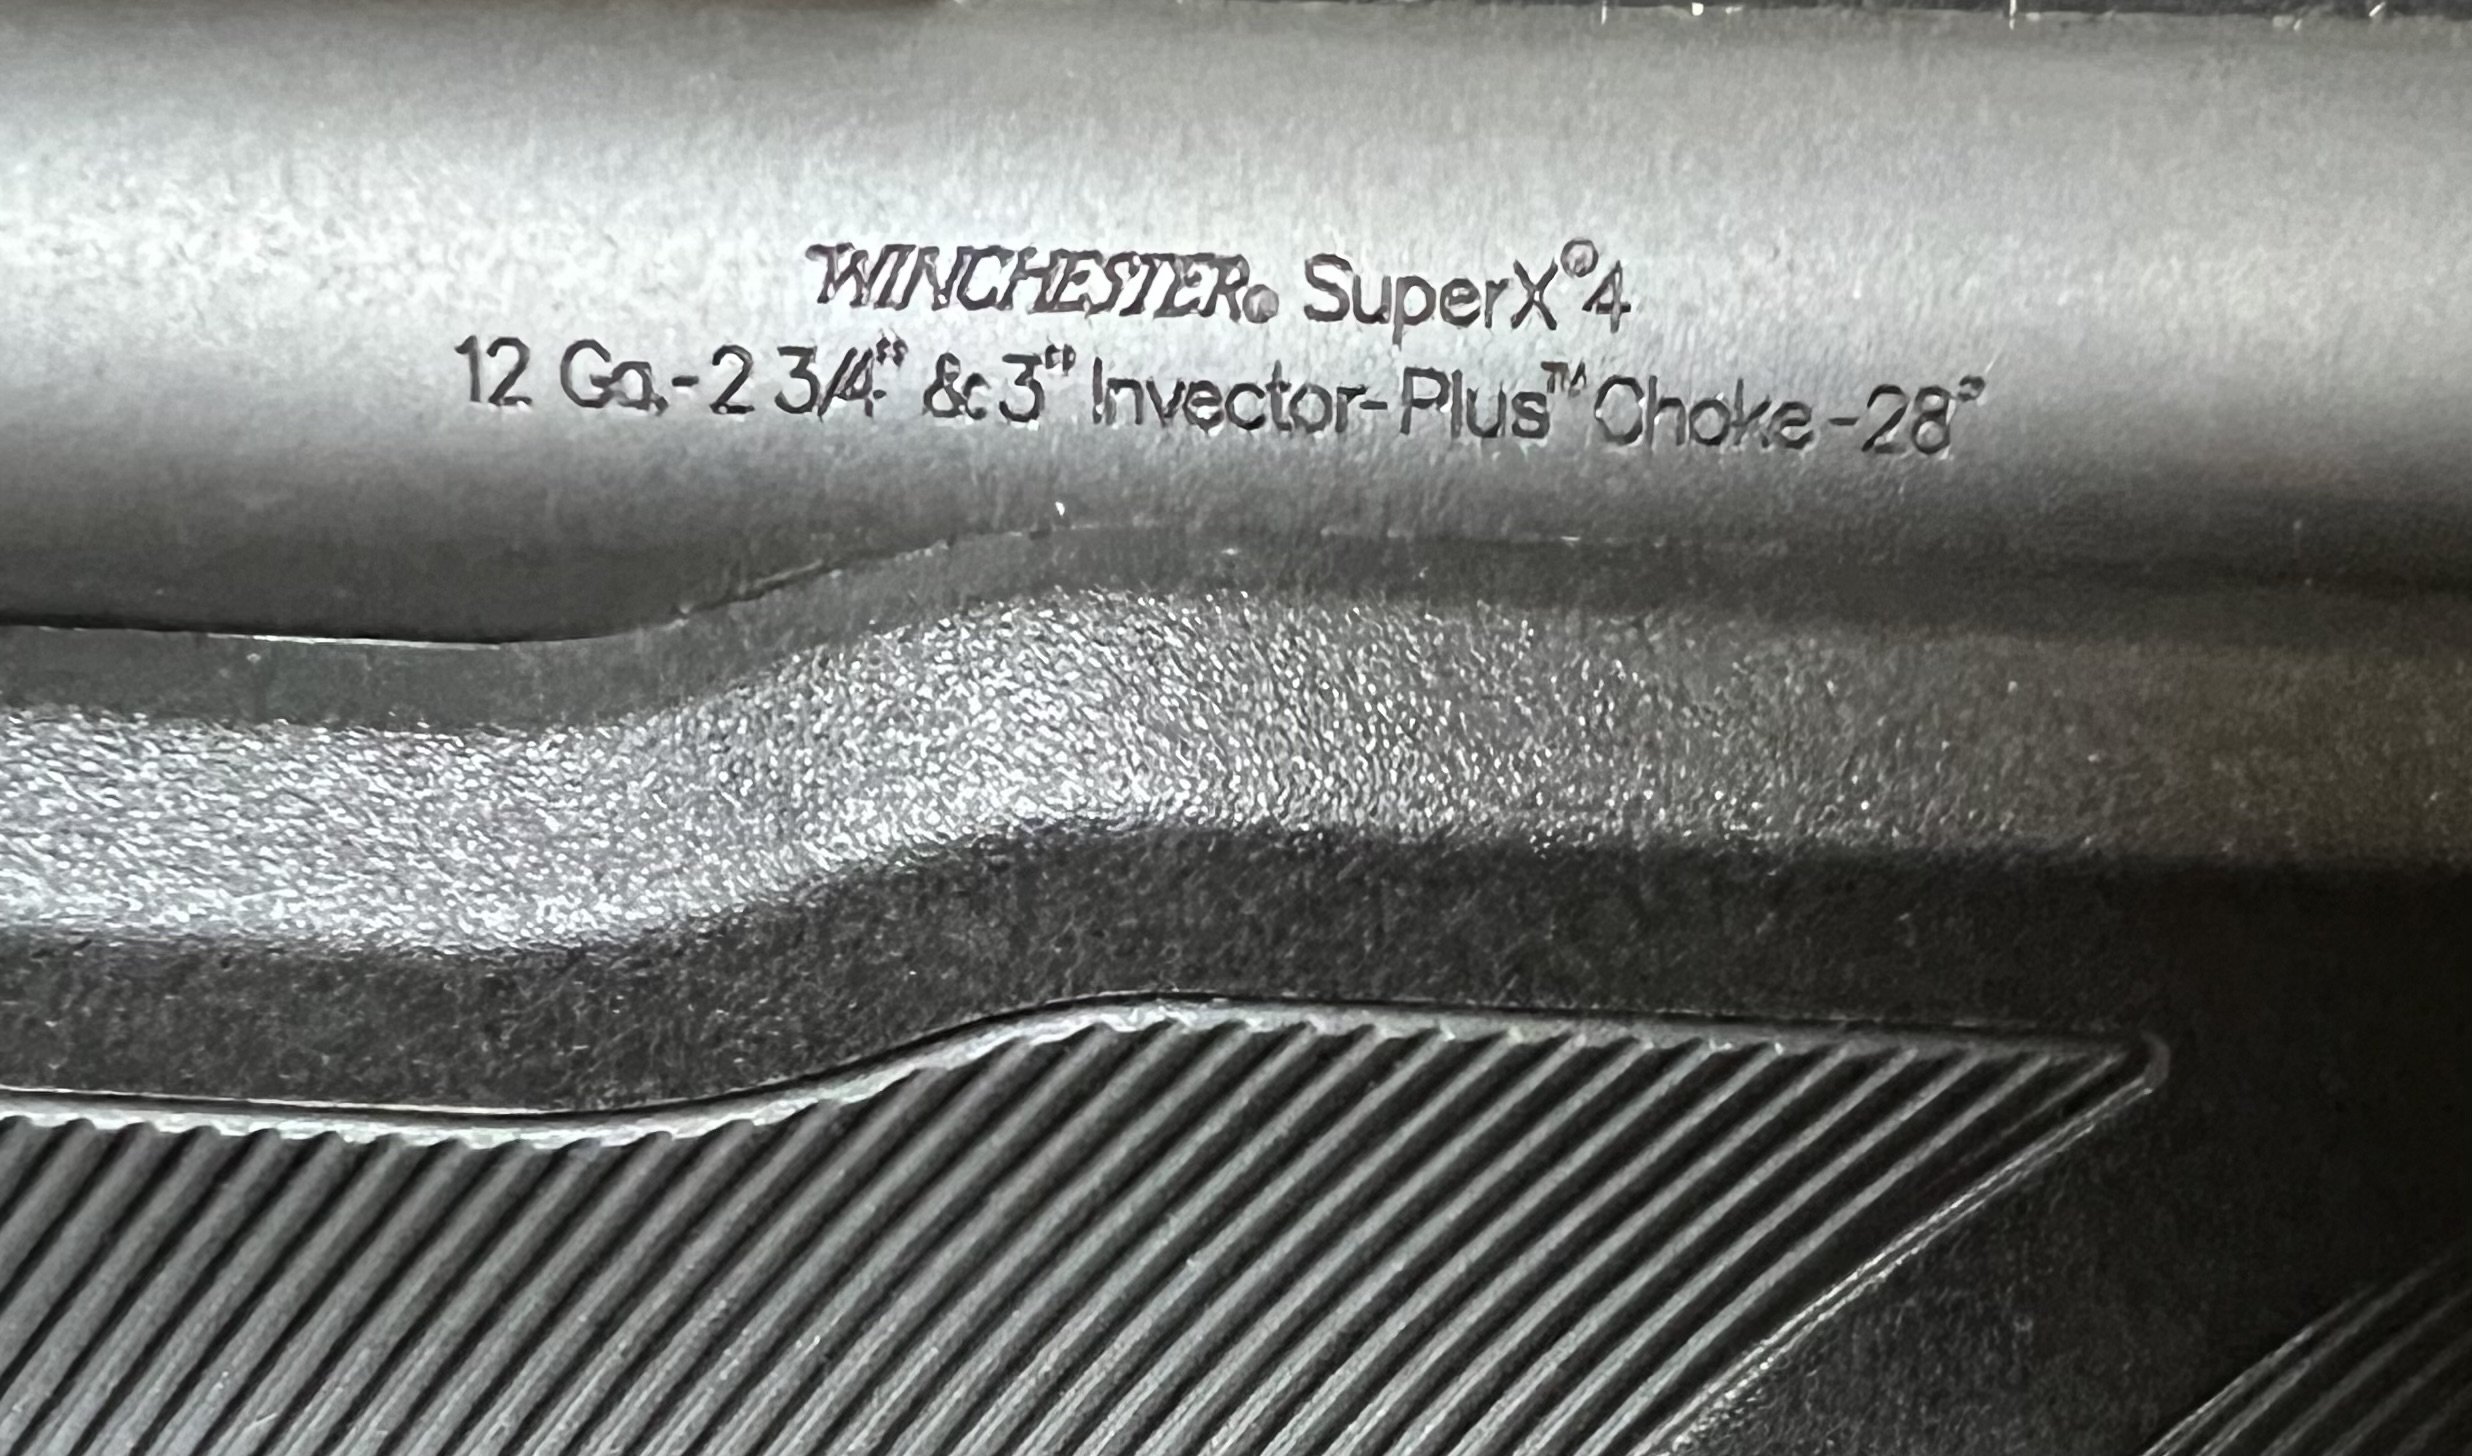 WINCHESTER® SuperX®4
12 Ga.-2 3/4" & 3" Invector-Plus™ Choke-28"